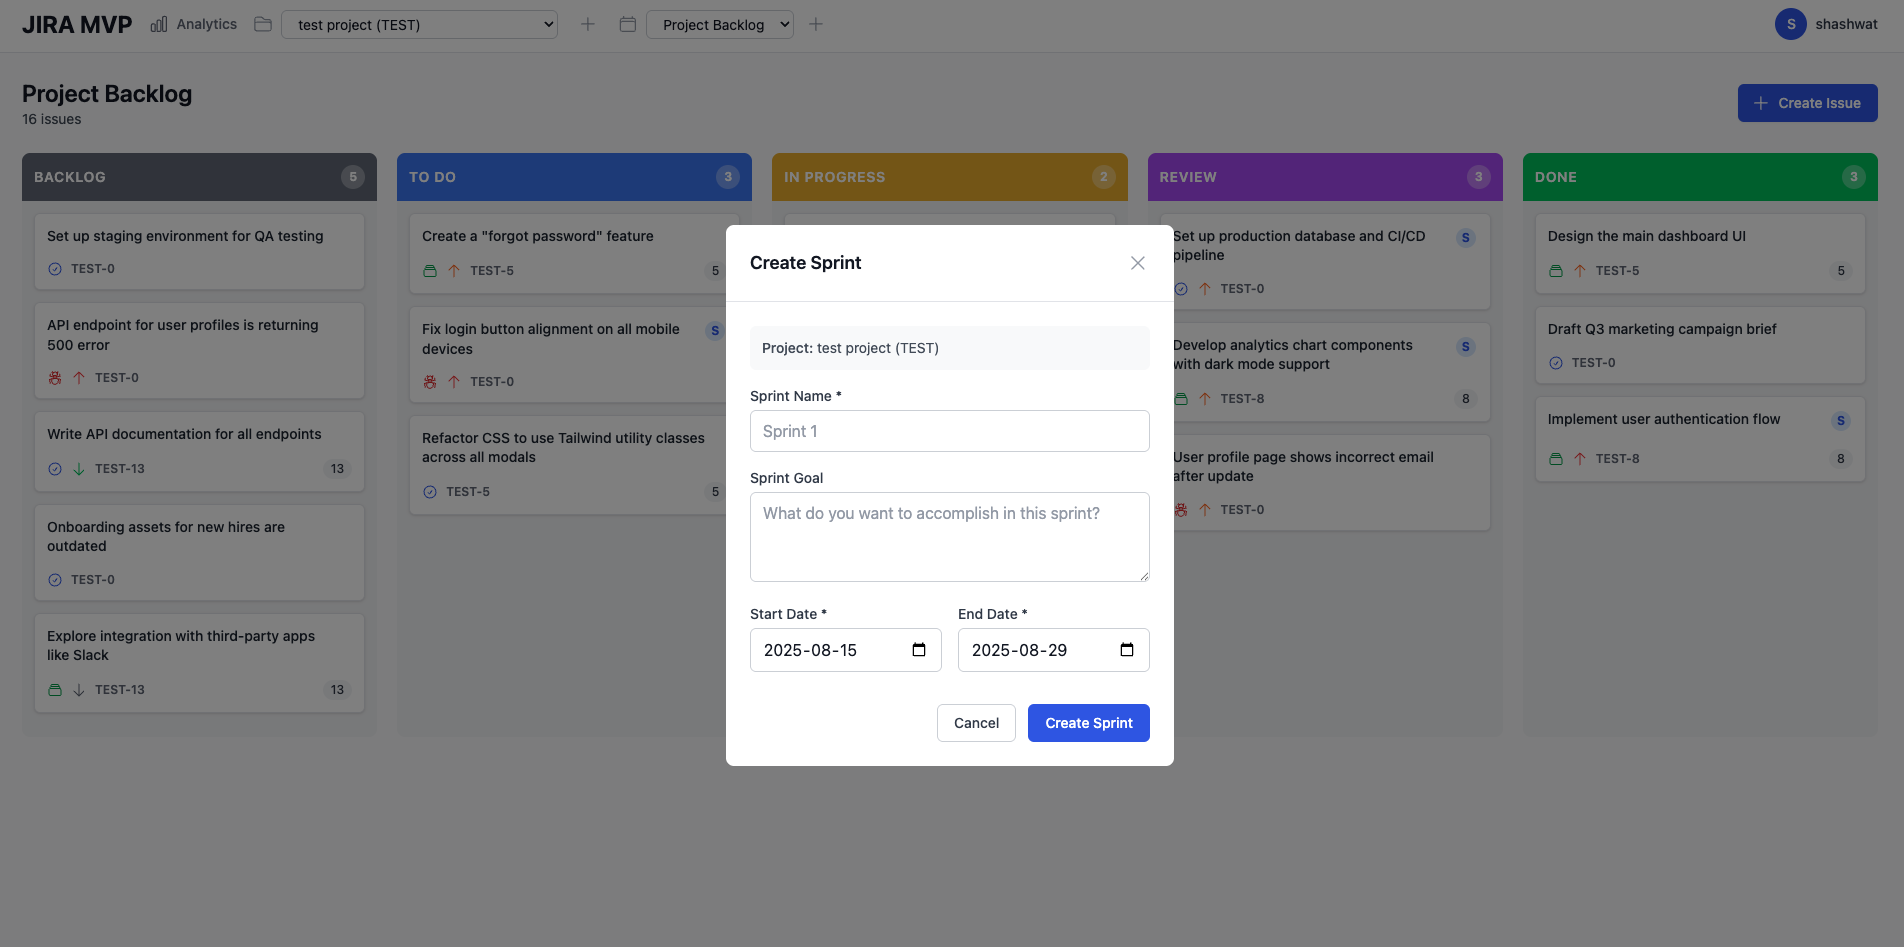 JIRA MVP
Analytics
test project (TEST)
Project Backlog
S
shashwat
Project Backlog
16 issues
Create Issue
BACKLOG
5
Set up staging environment for QA testing
TEST-0
API endpoint for user profiles is returning
500 error
TEST-0
Write API documentation for all endpoints
TEST-13
13
Onboarding assets for new hires are
outdated
TEST-0
Explore integration with third-party apps
like Slack
TEST-13
13
TO DO
3
Create a "forgot password" feature
TEST-5
5
Fix login button alignment on all mobile
devices
S
TEST-0
Refactor CSS to use Tailwind utility classes
across all modals
TEST-5
5
IN PROGRESS
2
Create Sprint
Project: test project (TEST)
Sprint Name *
Sprint 1
Sprint Goal
What do you want to accomplish in this sprint?
Start Date *
End Date *
2025-08-15
2025-08-29
Cancel
Create Sprint
REVIEW
3
Set up production database and CI/CD
pipeline
S
TEST-0
Develop analytics chart components
with dark mode support
S
TEST-8
8
User profile page shows incorrect email
after update
TEST-0
DONE
3
Design the main dashboard UI
TEST-5
5
Draft Q3 marketing campaign brief
TEST-0
Implement user authentication flow
S
TEST-8
8